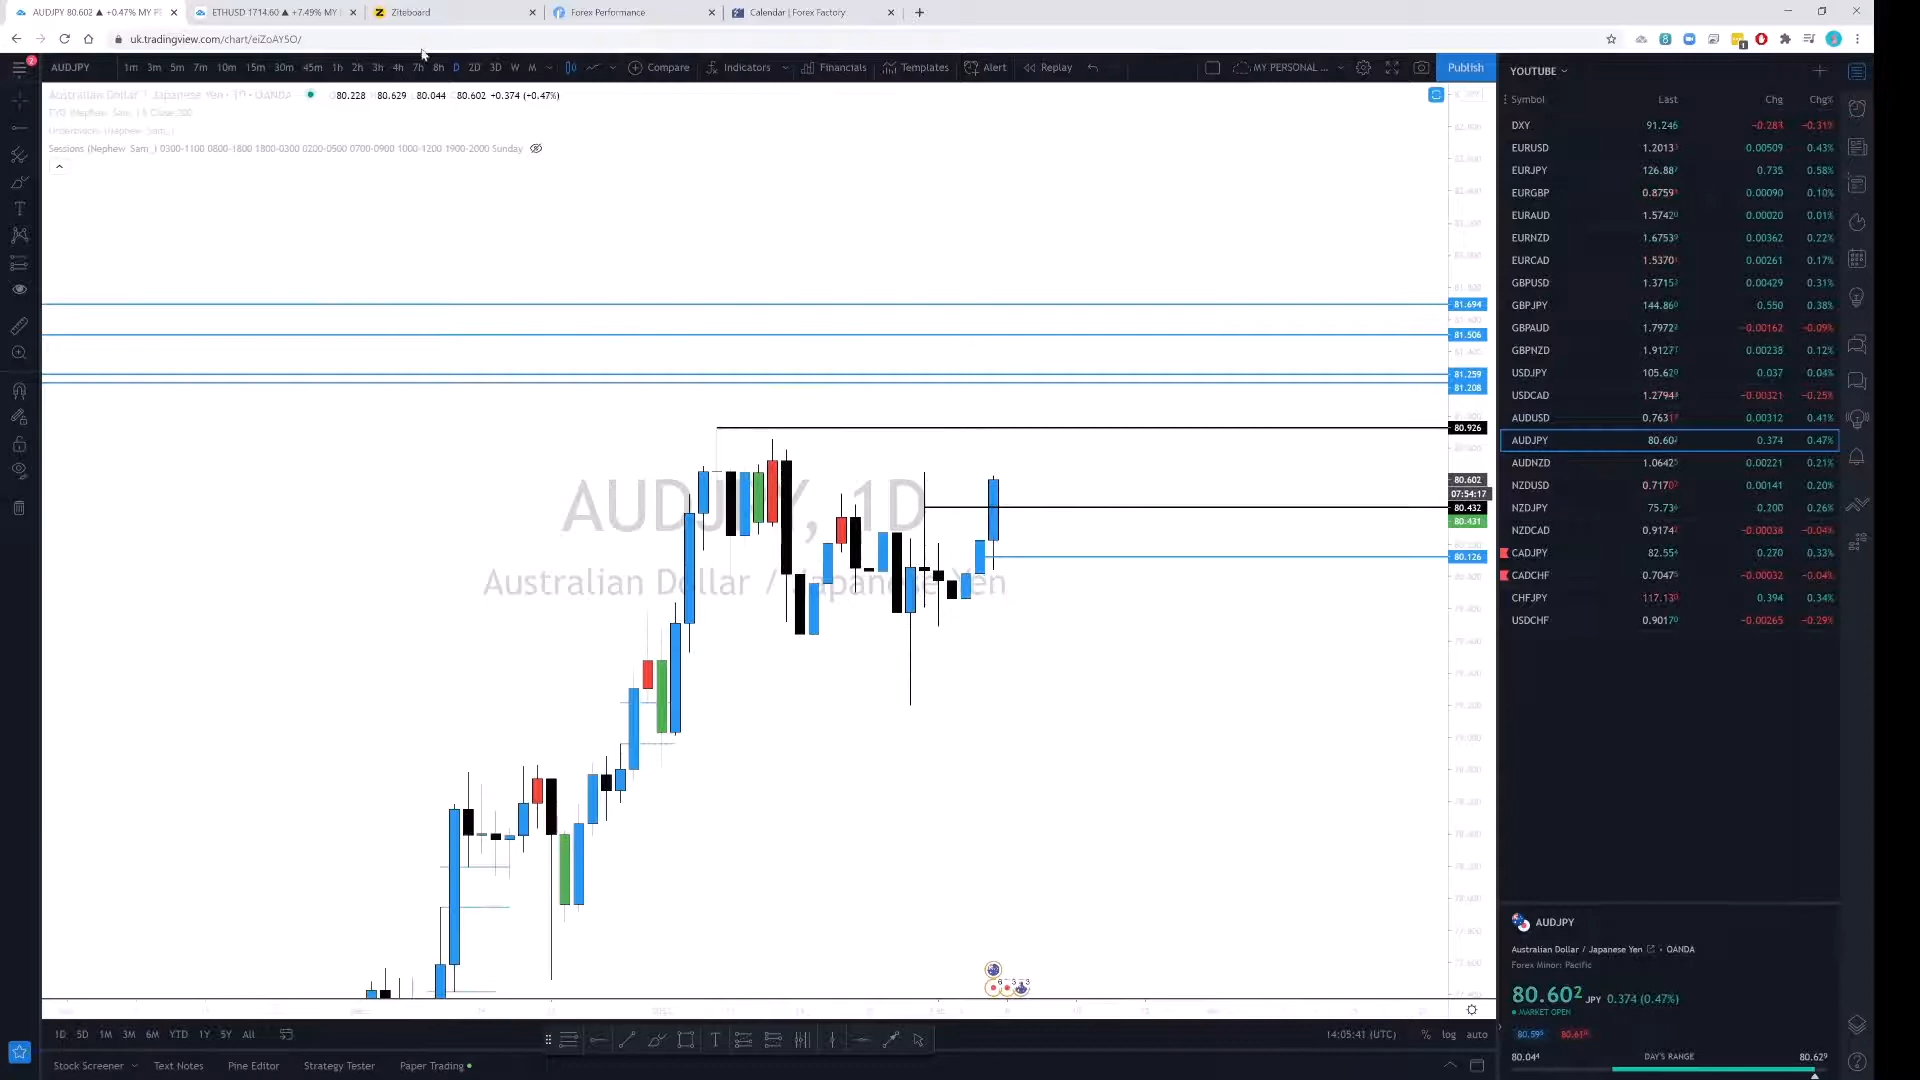 AUDJPY 80.602 ▲ +0.47% MY
ETHUSD 1714.60 ▲ +7.49% MY
Ziteboard
Forex Performance
Calendar | Forex Factory
uk.tradingview.com/chart/eiZoAY5O/
AUDJPY 1m 3m 5m 7m 10m 15m 30m 45m 1h 2h 3h 4h 7h 8h D 2D 3D W M Compare Indicators Financials Templates Alert Replay MY PERSONAL ... Publish
Australian Dollar / Japanese Yen · 1D · OANDA 80.228 80.629 80.044 80.602 +0.374 (+0.47%)
Sessions (Nephew_Sam_) 0300-1100 0800-1800 1800-0300 0200-0500 0700-0900 1000-1200 1900-2000 Sunday
81.694
81.506
81.259
81.208
80.926
80.602
07:54:17
80.432
80.431
80.126
AUDJPY, 1D
Australian Dollar / Japanese Yen
YOUTUBE
Symbol Last Chg Chg%
DXY 91.246 −0.283 −0.31%
EURUSD 1.2013 0.00509 0.43%
EURJPY 126.88 0.735 0.58%
EURGBP 0.8759 0.00090 0.10%
EURAUD 1.5742 0.00020 0.01%
EURNZD 1.6753 0.00362 0.22%
EURCAD 1.5370 0.00261 0.17%
GBPUSD 1.3715 0.00429 0.31%
GBPJPY 144.86 0.550 0.38%
GBPAUD 1.7972 −0.00162 −0.09%
GBPNZD 1.9127 0.00238 0.12%
USDJPY 105.62 0.037 0.04%
USDCAD 1.2794 −0.00321 −0.25%
AUDUSD 0.7631 0.00312 0.41%
AUDJPY 80.60 0.374 0.47%
AUDNZD 1.0642 0.00221 0.21%
NZDUSD 0.7170 0.00141 0.20%
NZDJPY 75.73 0.200 0.26%
NZDCAD 0.9174 −0.00038 −0.04%
CADJPY 82.55 0.270 0.33%
CADCHF 0.7047 −0.00032 −0.04%
CHFJPY 117.13 0.394 0.34%
USDCHF 0.9017 −0.00265 −0.29%
AUDJPY
Australian Dollar / Japanese Yen · OANDA
Forex Minor: Pacific
80.602 JPY 0.374 (0.47%)
MARKET OPEN
80.59 80.61
80.04 DAY'S RANGE 80.62
1D 5D 1M 3M 6M YTD 1Y 5Y All
14:05:41 (UTC) % log auto
Stock Screener Text Notes Pine Editor Strategy Tester Paper Trading